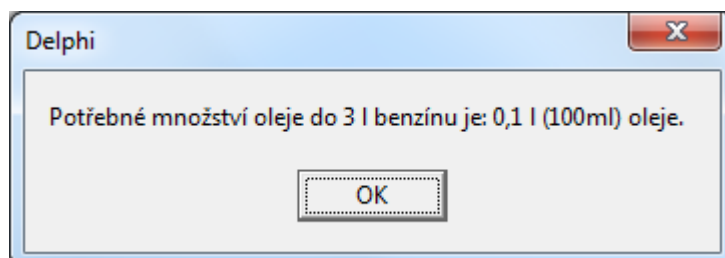 Delphi
Potřebné množství oleje do 3 l benzínu je: 0,1 l (100ml) oleje.
OK